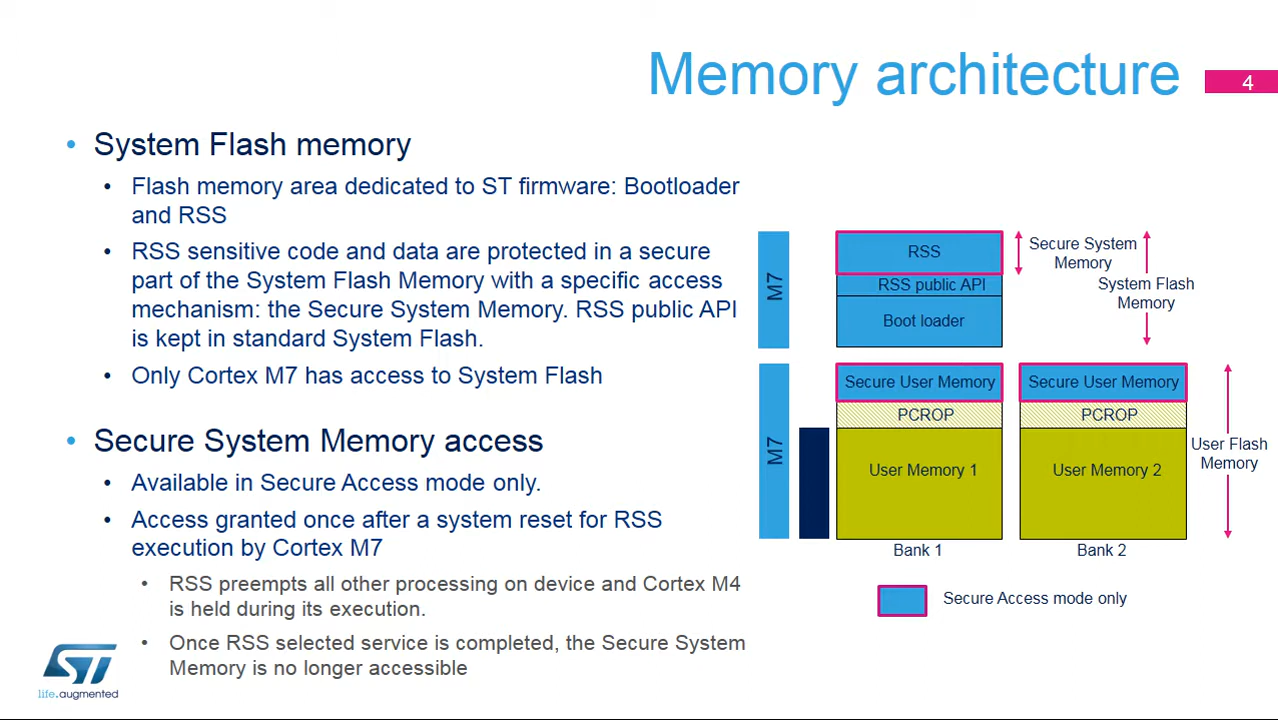 Memory architecture
4
• System Flash memory
• Flash memory area dedicated to ST firmware: Bootloader
and RSS
• RSS sensitive code and data are protected in a secure
part of the System Flash Memory with a specific access
mechanism: the Secure System Memory. RSS public API
is kept in standard System Flash.
• Only Cortex M7 has access to System Flash
• Secure System Memory access
• Available in Secure Access mode only.
• Access granted once after a system reset for RSS
execution by Cortex M7
• RSS preempts all other processing on device and Cortex M4
is held during its execution.
• Once RSS selected service is completed, the Secure System
Memory is no longer accessible
M7
RSS
RSS public API
Boot loader
Secure System
Memory
System Flash
Memory
M7
Secure User Memory
PCROP
User Memory 1
Bank 1
Secure User Memory
PCROP
User Memory 2
Bank 2
User Flash
Memory
Secure Access mode only
ST
life.augmented